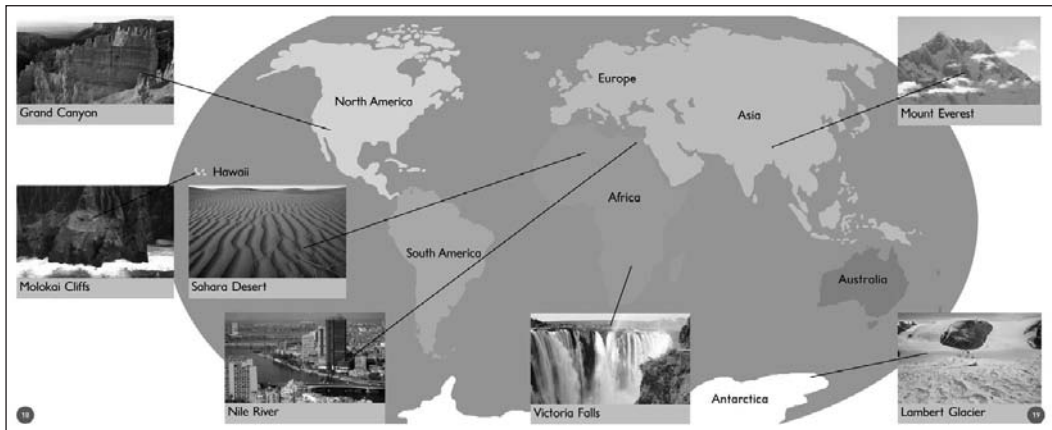 Grand Canyon
North America
Europe
Asia
Mount Everest
Hawaii
Africa
Molokai Cliffs
Sahara Desert
South America
Australia
Nile River
Victoria Falls
Antarctica
Lambert Glacier
18
19